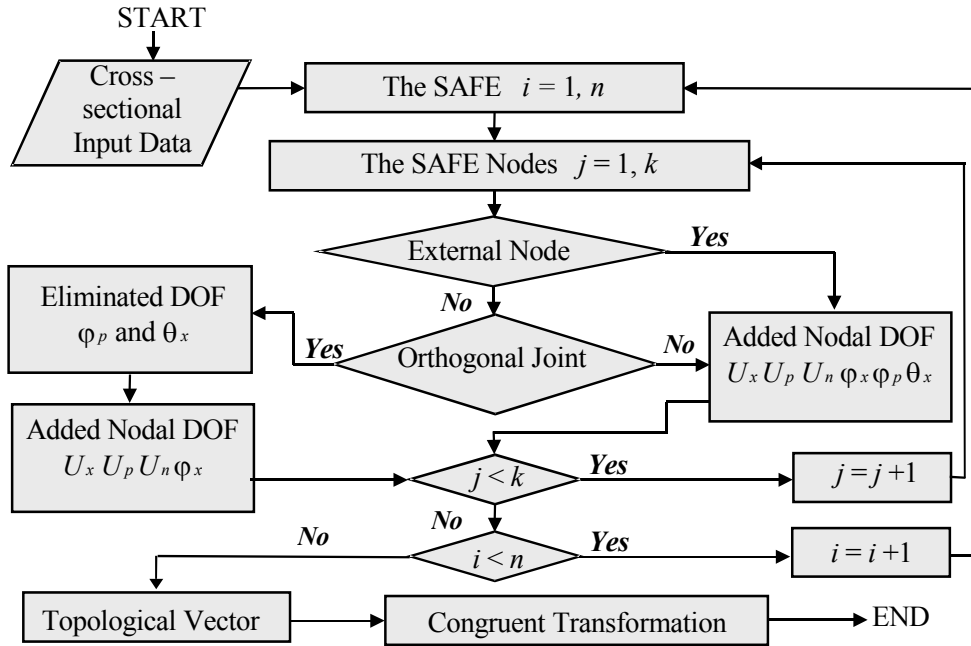 START
Cross –
sectional
Input Data
The SAFE i = 1, n
The SAFE Nodes j = 1, k
External Node
Yes
No
Eliminated DOF
φp and θx
Yes
Orthogonal Joint
No
Added Nodal DOF
Ux Up Un φx φp θx
Added Nodal DOF
Ux Up Un φx
j < k
Yes
j = j +1
No
No
i < n
Yes
i = i +1
Topological Vector
Congruent Transformation
END